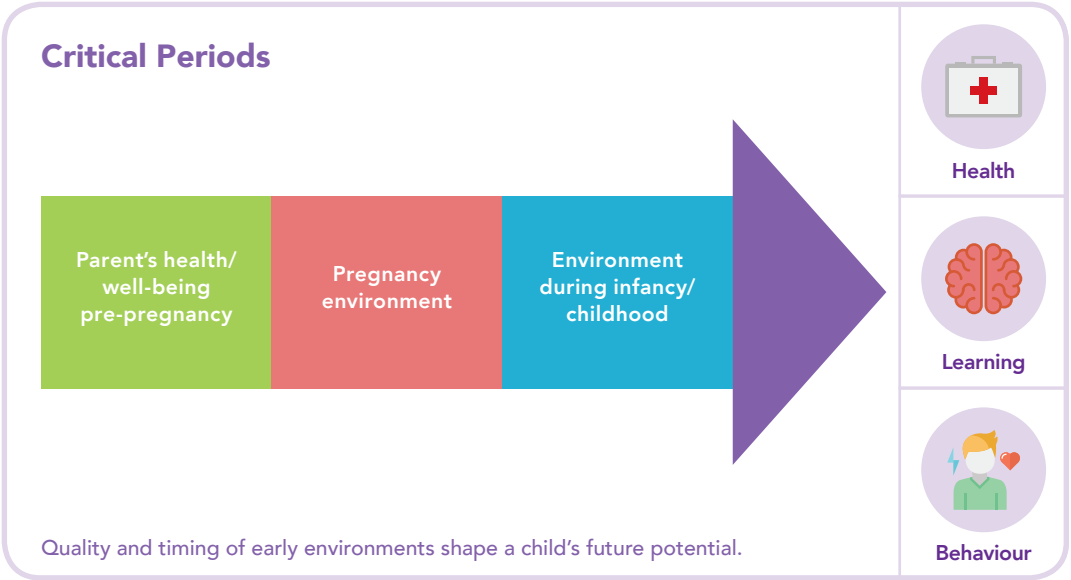 Critical Periods
Parent’s health/
well-being
pre-pregnancy
Pregnancy
environment
Environment
during infancy/
childhood
Quality and timing of early environments shape a child’s future potential.
Health
Learning
Behaviour